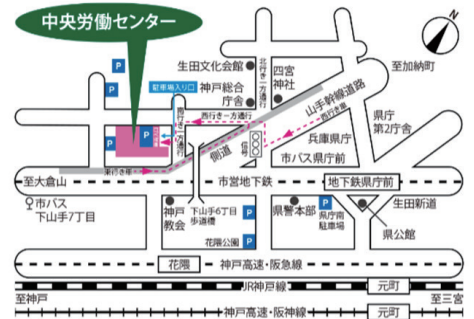 中央労働センター
生田文化会館
神戸総合
庁舎
北行き一方通行
四宮
神社
至加納町
山手幹線道路
西行き車
駐車場入り口
西行き一方通行
南行き一方通行
側道
信号
兵庫県庁
市バス県庁前
県庁
第2庁舎
東行き車
至大倉山
市営地下鉄
地下鉄県庁前
市バス
下山手7丁目
神戸
教会
下山手6丁目
歩道橋
花隈公園
県警本部
県庁南
駐車場
生田新道
県公館
花隈
神戸高速・阪急線
JR神戸線
元町
至神戸
至三宮
神戸高速・阪神線
元町
P
P
P
P
P
P
P
N